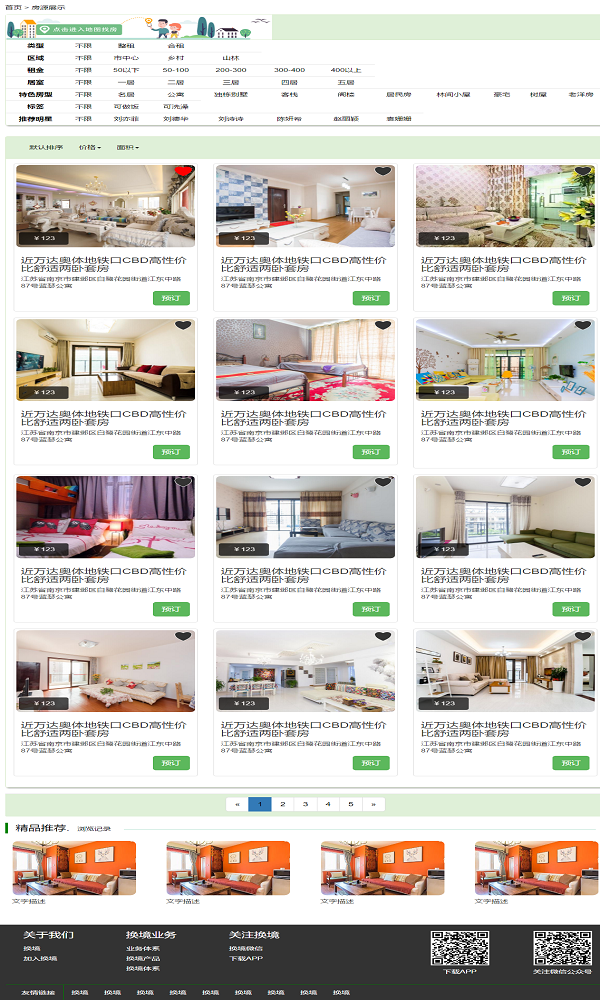 首页 > 房源展示
点击进入地图找房
类型 不限 整租 合租
区域 不限 市中心 乡村 山林
租金 不限 50以下 50-100 200-300 300-400 400以上
居室 不限 一居 二居 三居 四居 五居
特色房型 不限 名居 公寓 独栋别墅 客栈 阁楼 居民房 林间小屋 豪宅 树屋 老洋房
标签 不限 可做饭 可洗澡
推荐明星 不限 刘亦菲 刘德华 刘诗诗 陈妍希 赵丽颖 袁姗姗
默认排序 价格 面积
¥123 ¥123 ¥123
近万达奥体地铁口CBD高性价 近万达奥体地铁口CBD高性价 近万达奥体地铁口CBD高性价
比舒适两卧套房 比舒适两卧套房 比舒适两卧套房
江苏省南京市建邺区白鹭花园街道江东中路 江苏省南京市建邺区白鹭花园街道江东中路 江苏省南京市建邺区白鹭花园街道江东中路
87号蓝瑟公寓 87号蓝瑟公寓 87号蓝瑟公寓
预订 预订 预订
¥123 ¥123 ¥123
近万达奥体地铁口CBD高性价 近万达奥体地铁口CBD高性价 近万达奥体地铁口CBD高性价
比舒适两卧套房 比舒适两卧套房 比舒适两卧套房
江苏省南京市建邺区白鹭花园街道江东中路 江苏省南京市建邺区白鹭花园街道江东中路 江苏省南京市建邺区白鹭花园街道江东中路
87号蓝瑟公寓 87号蓝瑟公寓 87号蓝瑟公寓
预订 预订 预订
¥123 ¥123 ¥123
近万达奥体地铁口CBD高性价 近万达奥体地铁口CBD高性价 近万达奥体地铁口CBD高性价
比舒适两卧套房 比舒适两卧套房 比舒适两卧套房
江苏省南京市建邺区白鹭花园街道江东中路 江苏省南京市建邺区白鹭花园街道江东中路 江苏省南京市建邺区白鹭花园街道江东中路
87号蓝瑟公寓 87号蓝瑟公寓 87号蓝瑟公寓
预订 预订 预订
¥123 ¥123 ¥123
近万达奥体地铁口CBD高性价 近万达奥体地铁口CBD高性价 近万达奥体地铁口CBD高性价
比舒适两卧套房 比舒适两卧套房 比舒适两卧套房
江苏省南京市建邺区白鹭花园街道江东中路 江苏省南京市建邺区白鹭花园街道江东中路 江苏省南京市建邺区白鹭花园街道江东中路
87号蓝瑟公寓 87号蓝瑟公寓 87号蓝瑟公寓
预订 预订 预订
« 1 2 3 4 5 »
精品推荐. 浏览记录
文字描述 文字描述 文字描述 文字描述
关于我们 换境业务 关注换境
换境 业务体系 换境微信
加入换境 换境产品 下载APP
换境体系
下载APP 关注微信公众号
友情链接 换境 换境 换境 换境 换境 换境 换境 换境 换境